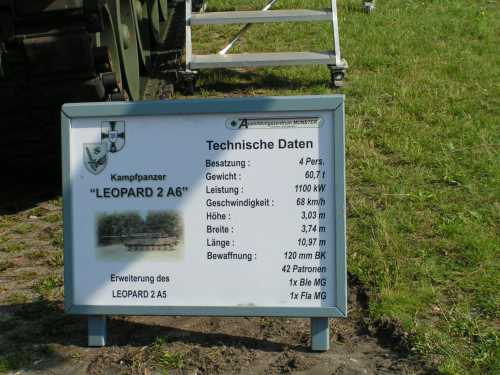 Ausbildungszentrum MUNSTER
Technische Daten
Kampfpanzer
"LEOPARD 2 A6"
Erweiterung des
LEOPARD 2 A5
Besatzung : 4 Pers.
Gewicht : 60,7 t
Leistung : 1100 kW
Geschwindigkeit : 68 km/h
Höhe : 3,03 m
Breite : 3,74 m
Länge : 10,97 m
Bewaffnung : 120 mm BK
42 Patronen
1x Ble MG
1x Fla MG